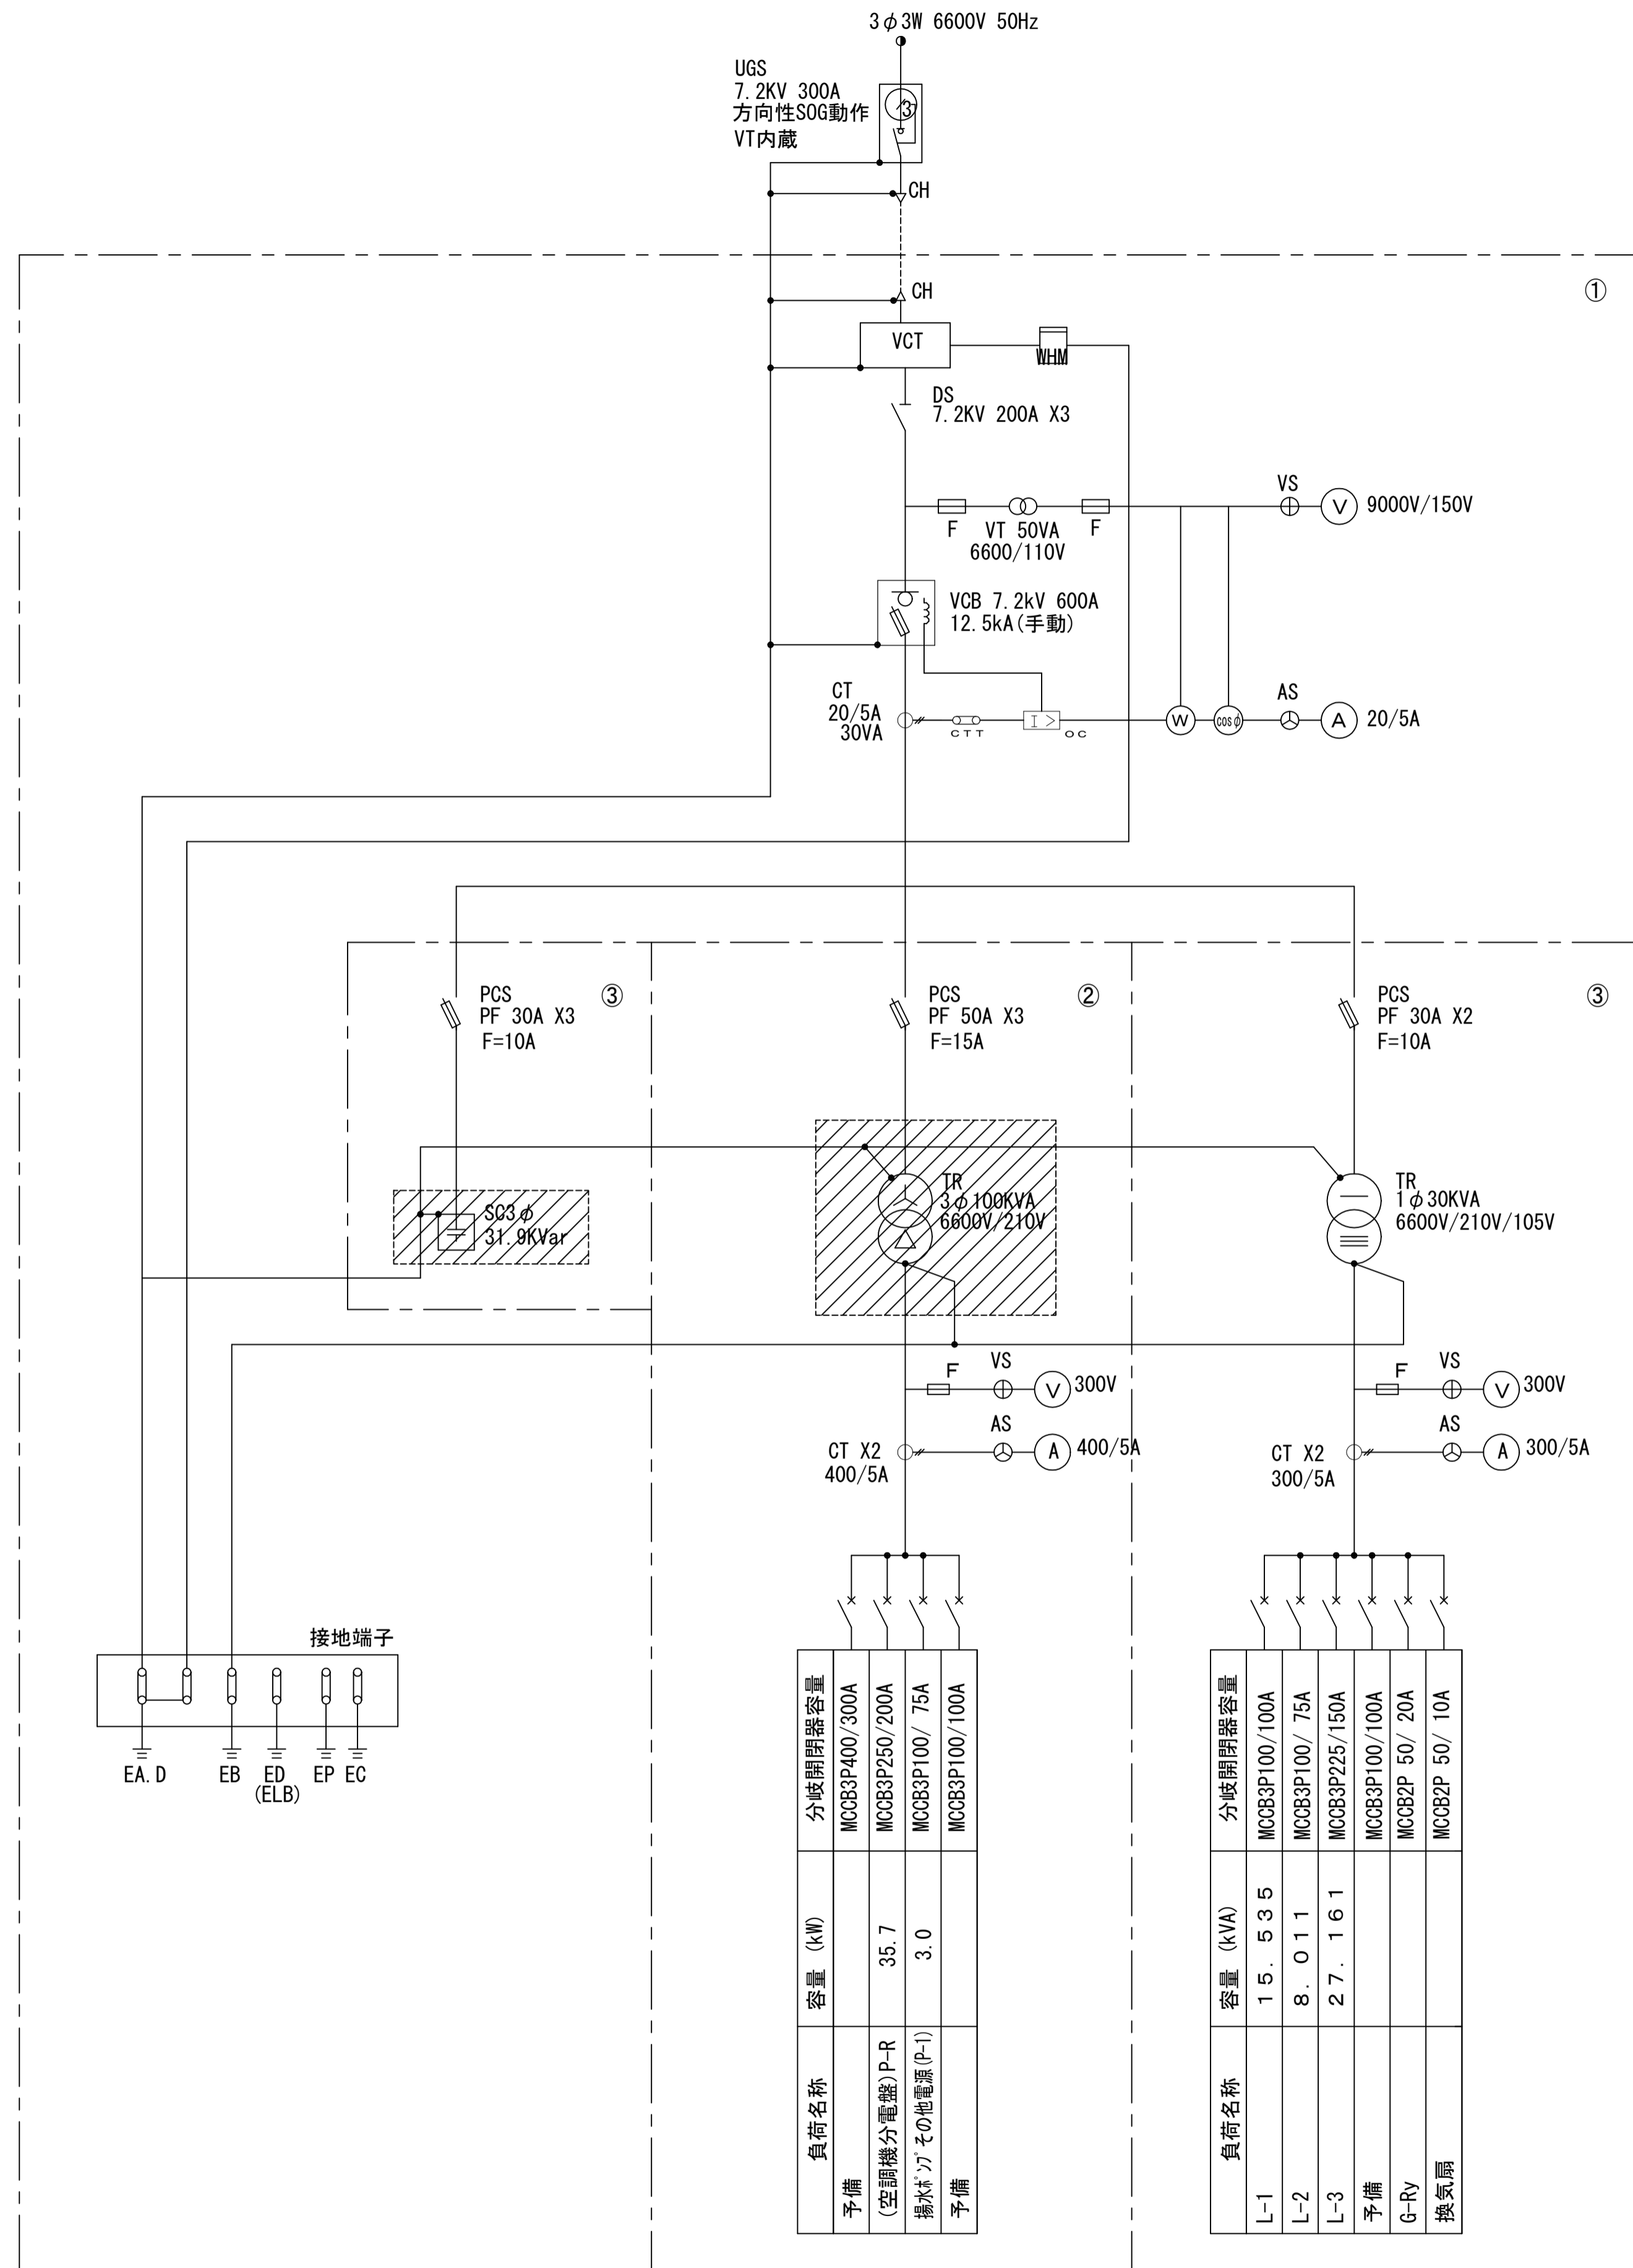 3φ3W 6600V 50Hz
UGS
7.2KV 300A
方向性SOG動作
VT内蔵
3
CH
①
CH
VCT
WHM
DS
7.2KV 200A X3
VS
V
9000V/150V
F
VT 50VA
F
6600/110V
VCB 7.2kV 600A
12.5kA(手動)
CT
20/5A
30VA
CTT
I >
OC
W
cosφ
AS
A
20/5A
PCS
PF 30A X3
F=10A
③
PCS
PF 50A X3
F=15A
②
PCS
PF 30A X2
F=10A
③
SC3φ
31.9KVar
TR
3φ100KVA
6600V/210V
TR
1φ30KVA
6600V/210V/105V
F
VS
V
300V
AS
A
400/5A
CT X2
400/5A
F
VS
V
300V
AS
A
300/5A
CT X2
300/5A
接地端子
EA.D
EB
ED
(ELB)
EP
EC
負荷名称 容量 (kW) 分岐開閉器容量
予備 MCCB3P400/300A
(空調機分電盤)P-R 35.7 MCCB3P250/200A
揚水ﾎﾟﾝﾌﾟその他電源(P-1) 3.0 MCCB3P100/ 75A
予備 MCCB3P100/100A
負荷名称 容量 (kVA) 分岐開閉器容量
L-1 15.535 MCCB3P100/100A
L-2 8.011 MCCB3P100/ 75A
L-3 27.161 MCCB3P225/150A
予備 MCCB3P100/100A
G-Ry MCCB2P 50/ 20A
換気扇 MCCB2P 50/ 10A